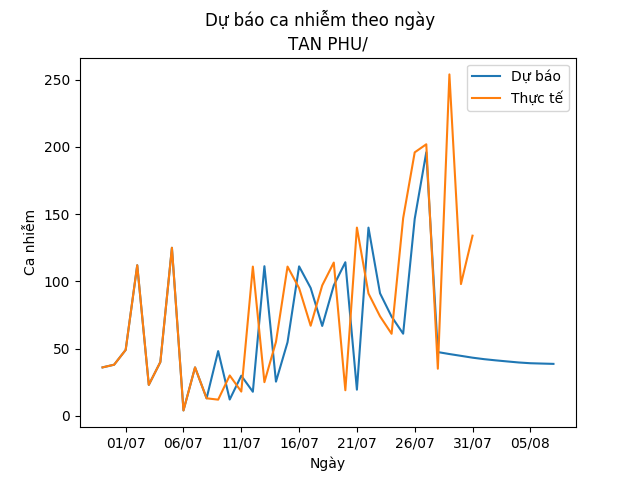 Dự báo ca nhiễm theo ngày
TAN PHU/
Dự báo
Thực tế
250
200
150
100
50
0
Ca nhiễm
01/07 06/07 11/07 16/07 21/07 26/07 31/07 05/08
Ngày